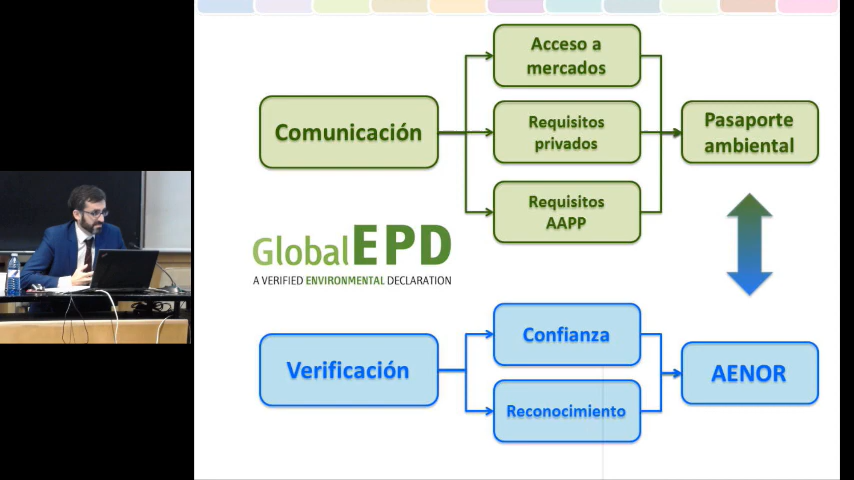 Acceso a
mercados
Comunicación
Requisitos
privados
Pasaporte
ambiental
Requisitos
AAPP
GlobalEPD
A VERIFIED ENVIRONMENTAL DECLARATION
Confianza
Verificación
AENOR
Reconocimiento